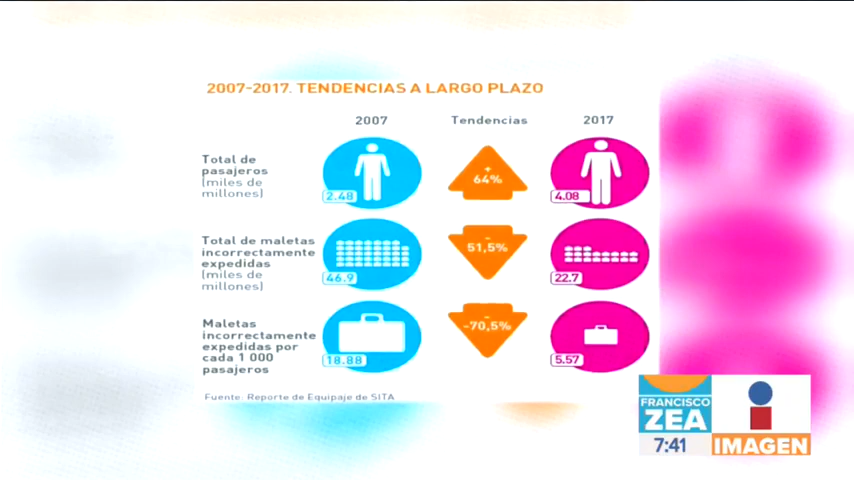 2007-2017. TENDENCIAS A LARGO PLAZO
2007 Tendencias 2017
Total de
pasajeros
(miles de
millones)
2.48
+
64%
4.08
Total de maletas
incorrectamente
expedidas
(miles de
millones)
46.9
-
51,5%
22.7
Maletas
incorrectamente
expedidas por
cada 1 000
pasajeros
18.88
-
-70,5%
5.57
Fuente: Reporte de Equipaje de SITA
FRANCISCO
ZEA
7:41
IMAGEN